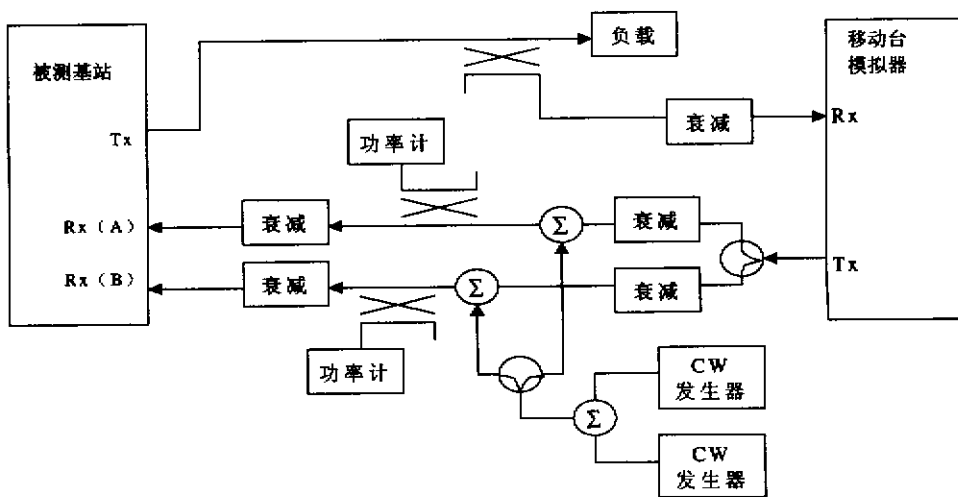 负载
移动台
模拟器
被测基站
Rx
衰减
Tx
功率计
Rx（A）
衰减
Σ
衰减
Tx
Rx（B）
衰减
Σ
衰减
功率计
CW
发生器
Σ
CW
发生器